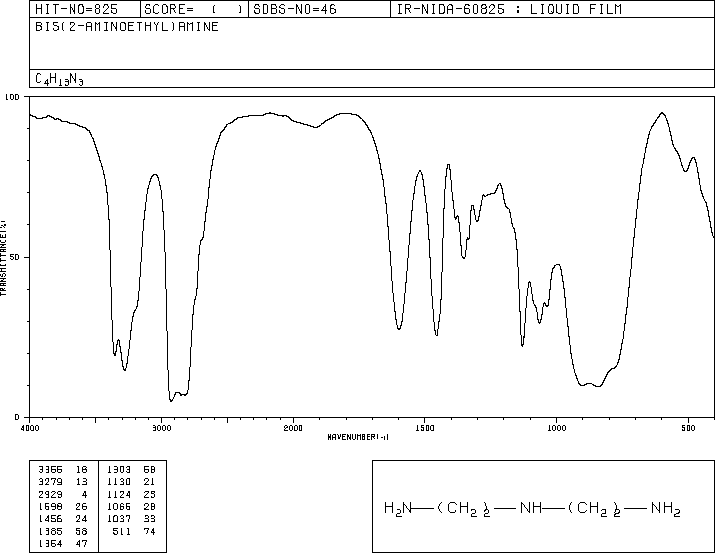 HIT-NO=825 SCORE= ( ) SDBS-NO=46 IR-NIDA-60825 : LIQUID FILM
BIS(2-AMINOETHYL)AMINE
C4H13N3
100
50
0
TRANSMITTANCE(%)
4000 3000 2000 1500 1000 500
WAVENUMBER(-1)
1303 58
3279 13 1130 21
2929 4 1124 25
1598 26 1066 28
1456 24 1037 33
1385 58 511 74
1354 47
H2N—(CH2)2—NH—(CH2)2—NH2